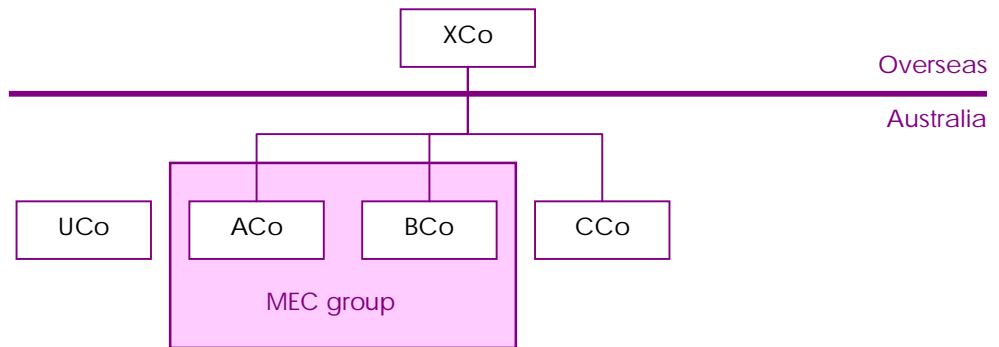 XCo
Overseas
Australia
UCo
ACo
BCo
CCo
MEC group